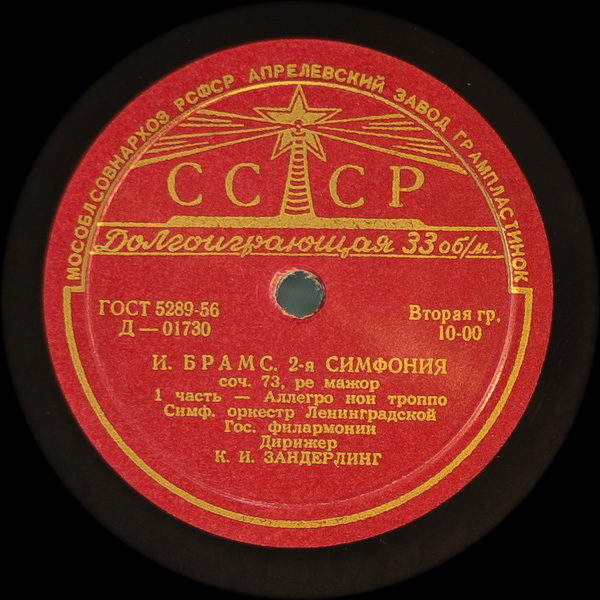 МОСОБЛСОВНАРХОЗ РСФСР АПРЕЛЕВСКИЙ ЗАВОД ГРАМПЛАСТИНОК
СССР
Долгоиграющая 33 об/м.
ГОСТ 5289-56
Д — 01730
Вторая гр.
10-00
И. БРАМС. 2-я СИМФОНИЯ
соч. 73, ре мажор
1 часть — Аллегро нон троппо
Симф. оркестр Ленинградской
Гос. филармонии
Дирижер
К. И. ЗАНДЕРЛИНГ